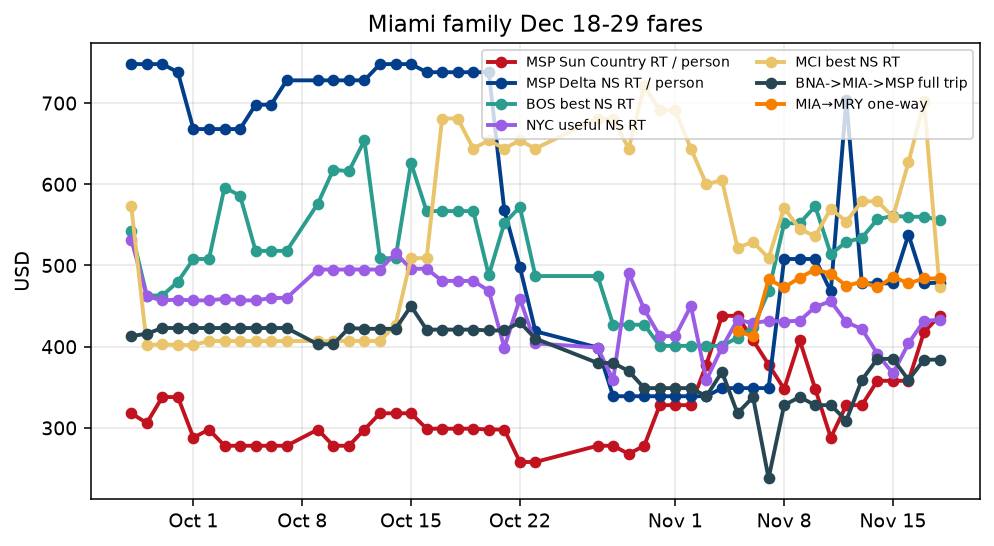 Miami family Dec 18-29 fares
MSP Sun Country RT / person
MSP Delta NS RT / person
BOS best NS RT
NYC useful NS RT
MCI best NS RT
BNA->MIA->MSP full trip
MIA→MRY one-way
USD
700
600
500
400
300
Oct 1
Oct 8
Oct 15
Oct 22
Nov 1
Nov 8
Nov 15